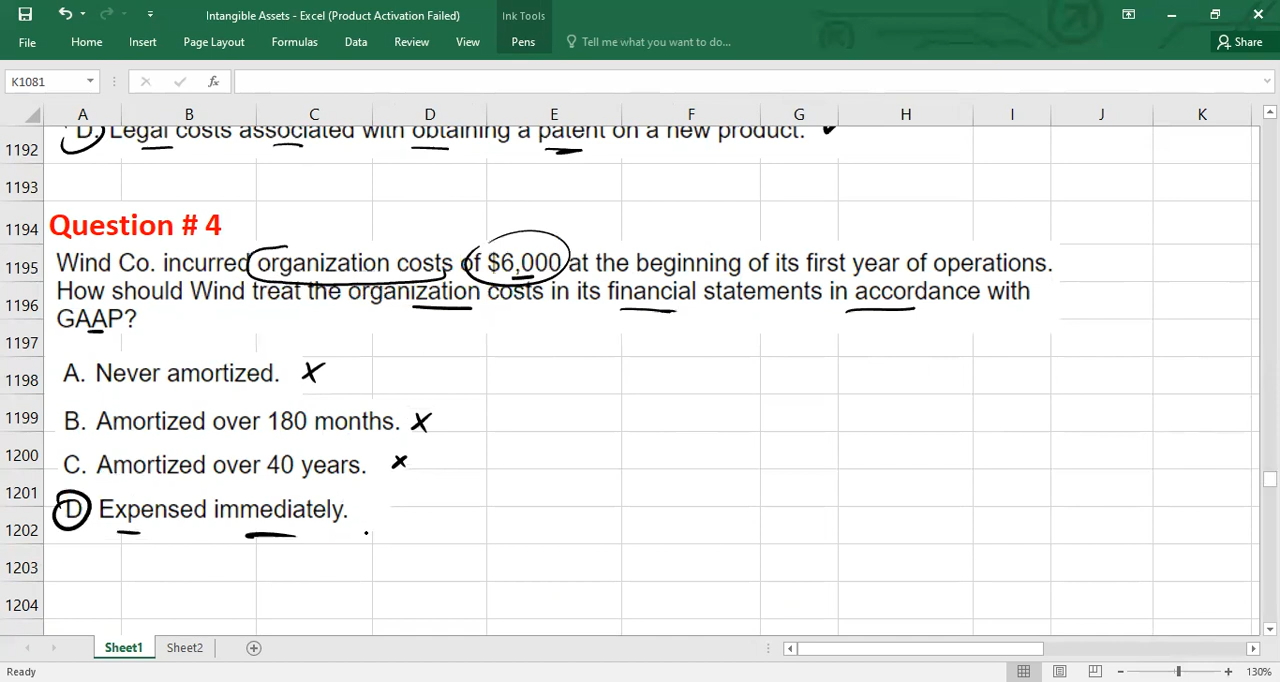 Intangible Assets - Excel (Product Activation Failed)
Ink Tools
File Home Insert Page Layout Formulas Data Review View Pens Tell me what you want to do... Share
K1081 fx
A B C D E F G H I J K
1192 D. Legal costs associated with obtaining a patent on a new product.
1193
1194 Question # 4
1195 Wind Co. incurred organization costs of $6,000 at the beginning of its first year of operations.
1196 How should Wind treat the organization costs in its financial statements in accordance with
GAAP?
1197
1198 A. Never amortized.
1199 B. Amortized over 180 months.
1200 C. Amortized over 40 years.
1201 D Expensed immediately.
1202
1203
1204
Sheet1 Sheet2
Ready 130%